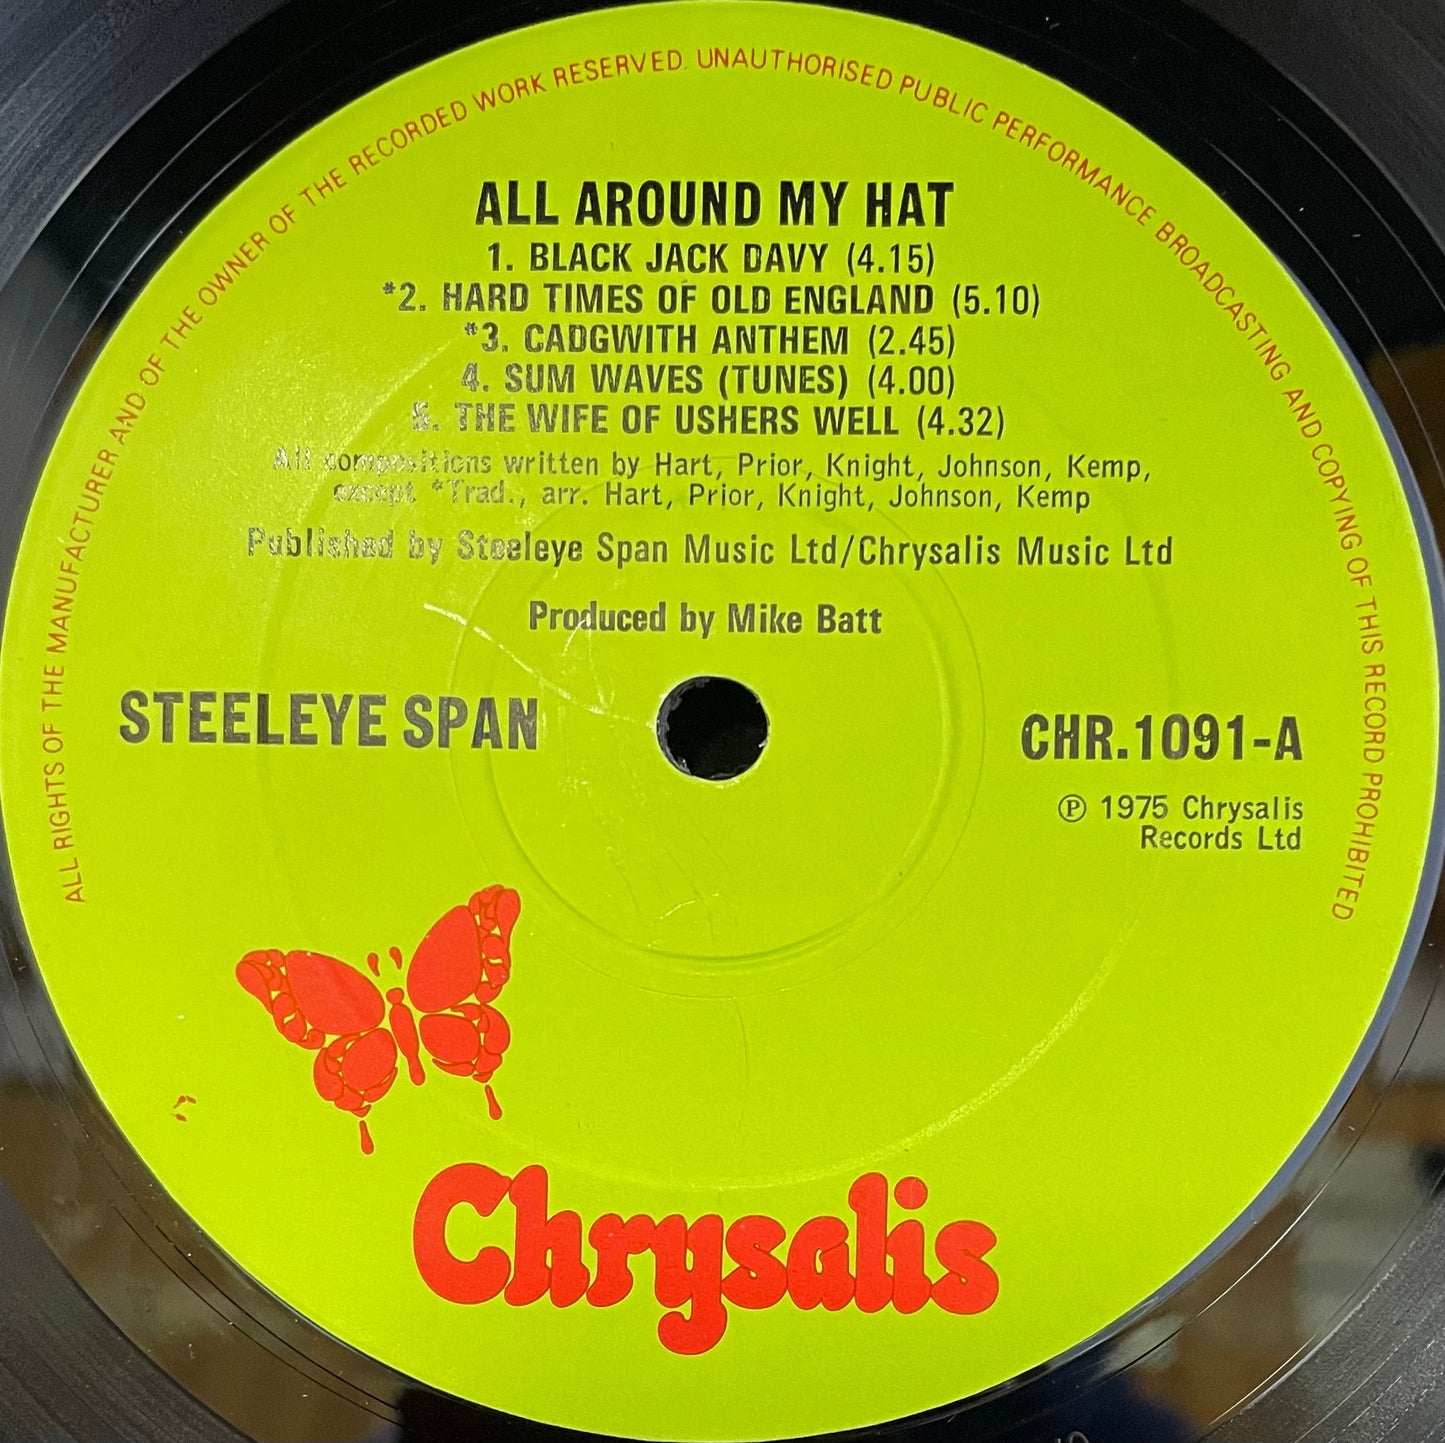 ALL RIGHTS OF THE MANUFACTURER AND OF THE OWNER OF THE RECORDED WORK RESERVED. UNAUTHORISED PUBLIC PERFORMANCE BROADCASTING AND COPYING OF THIS RECORD PROHIBITED
ALL AROUND MY HAT
1. BLACK JACK DAVY (4.15)
*2. HARD TIMES OF OLD ENGLAND (5.10)
*3. CADGWITH ANTHEM (2.45)
4. SUM WAVES (TUNES) (4.00)
5. THE WIFE OF USHERS WELL (4.32)
All compositions written by Hart, Prior, Knight, Johnson, Kemp,
except *Trad., arr. Hart, Prior, Knight, Johnson, Kemp
Published by Steeleye Span Music Ltd/Chrysalis Music Ltd
Produced by Mike Batt
STEELEYE SPAN
CHR.1091-A
℗ 1975 Chrysalis
Records Ltd
Chrysalis